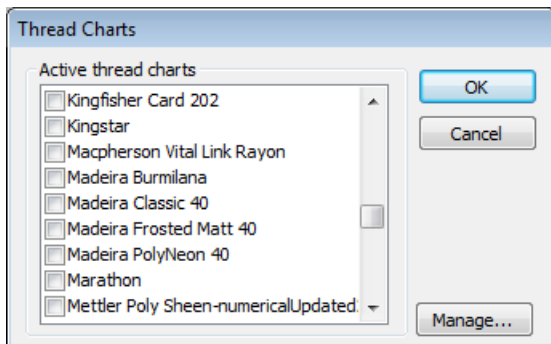 Thread Charts
Active thread charts
Kingfisher Card 202
Kingstar
Macpherson Vital Link Rayon
Madeira Burmilana
Madeira Classic 40
Madeira Frosted Matt 40
Madeira PolyNeon 40
Marathon
Mettler Poly Sheen-numericalUpdated
OK
Cancel
Manage...